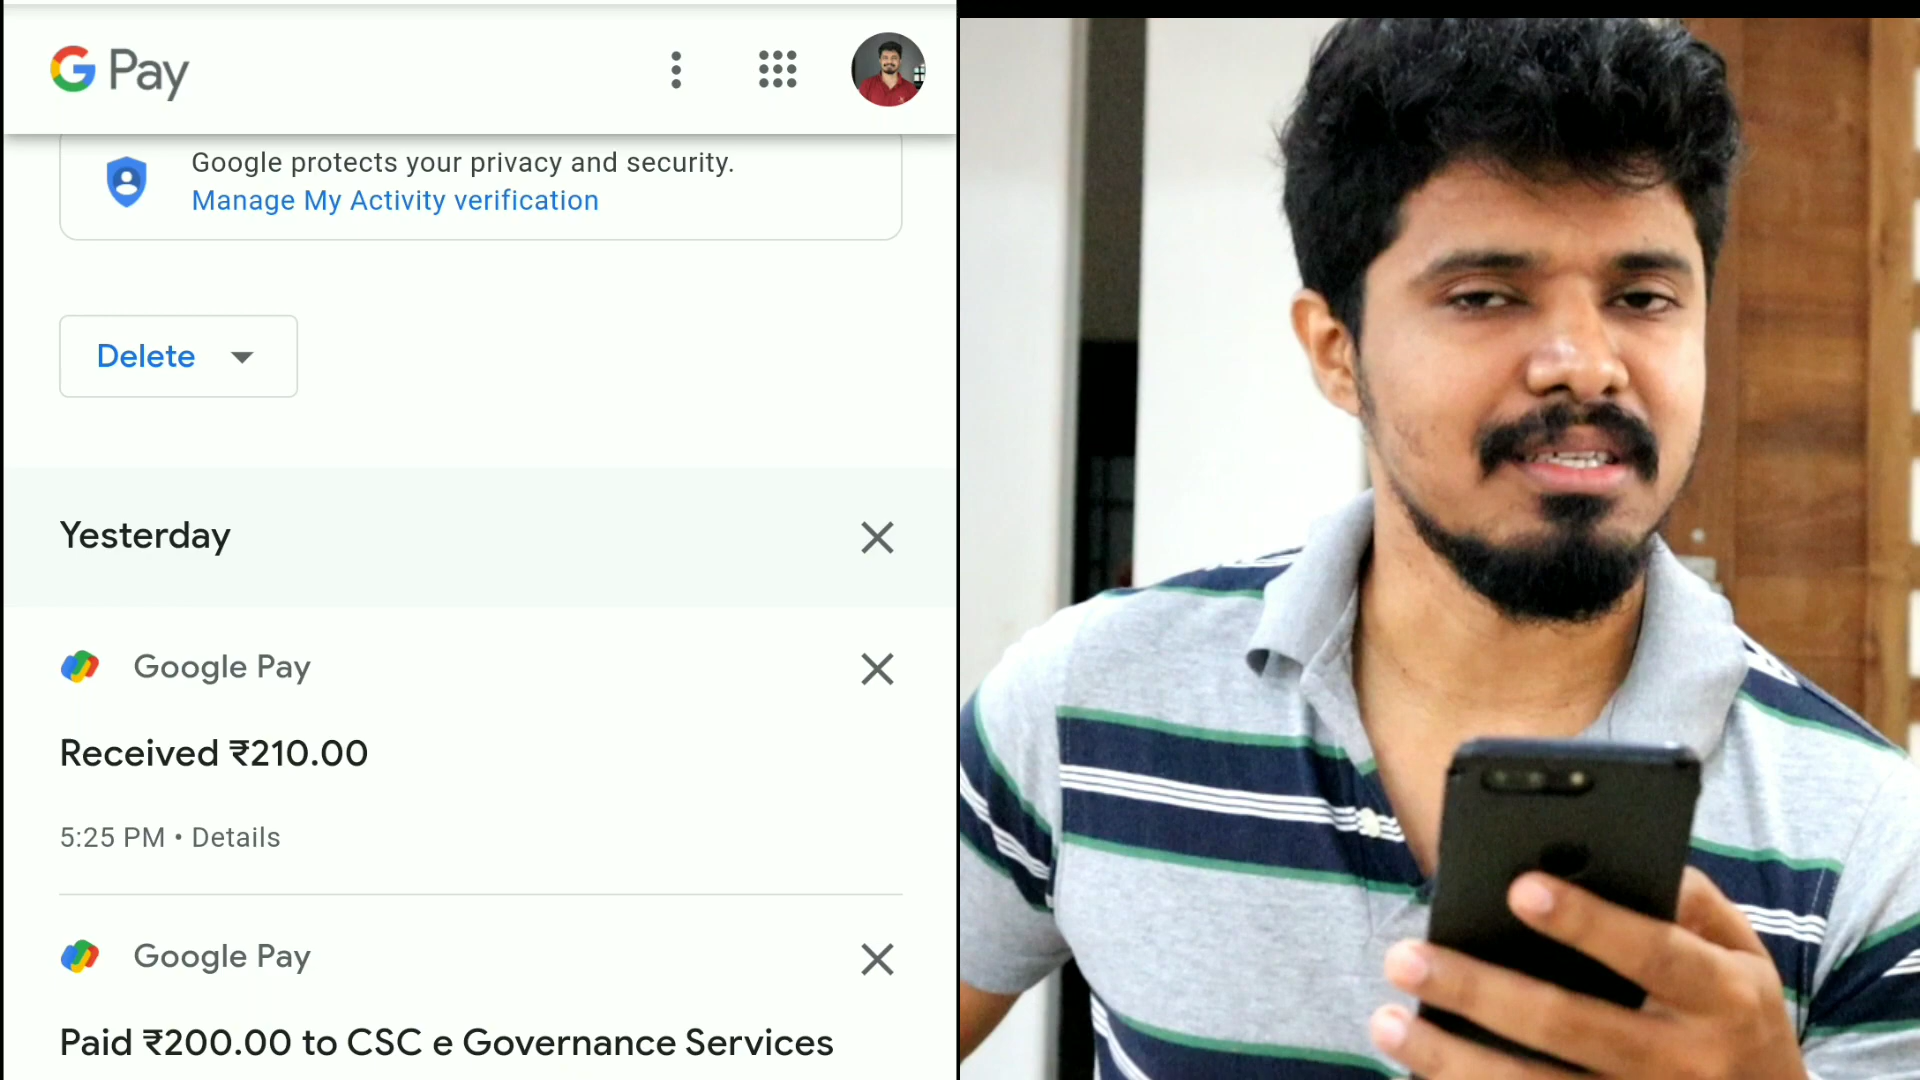 G Pay
Google protects your privacy and security.
Manage My Activity verification
Delete
Yesterday
Google Pay
Received ₹210.00
5:25 PM • Details
Google Pay
Paid ₹200.00 to CSC e Governance Services